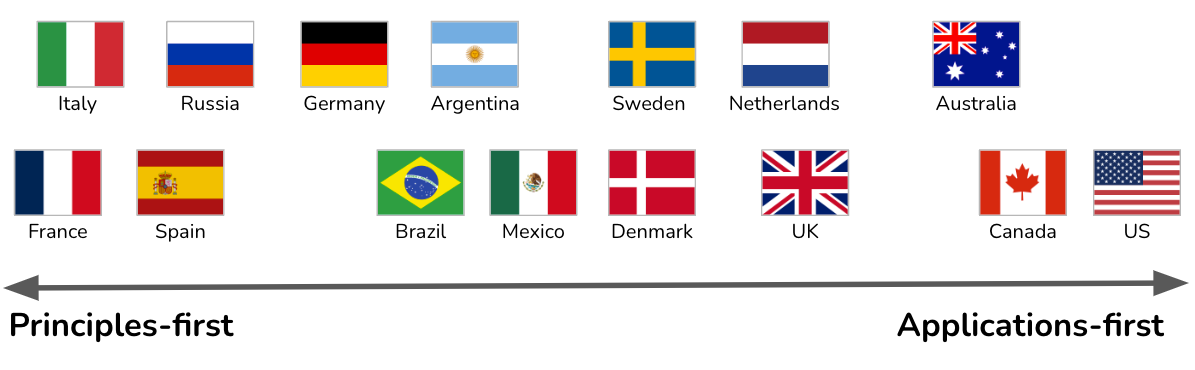 Italy Russia Germany Argentina Sweden Netherlands Australia
France Spain Brazil Mexico Denmark UK Canada US
Principles-first Applications-first